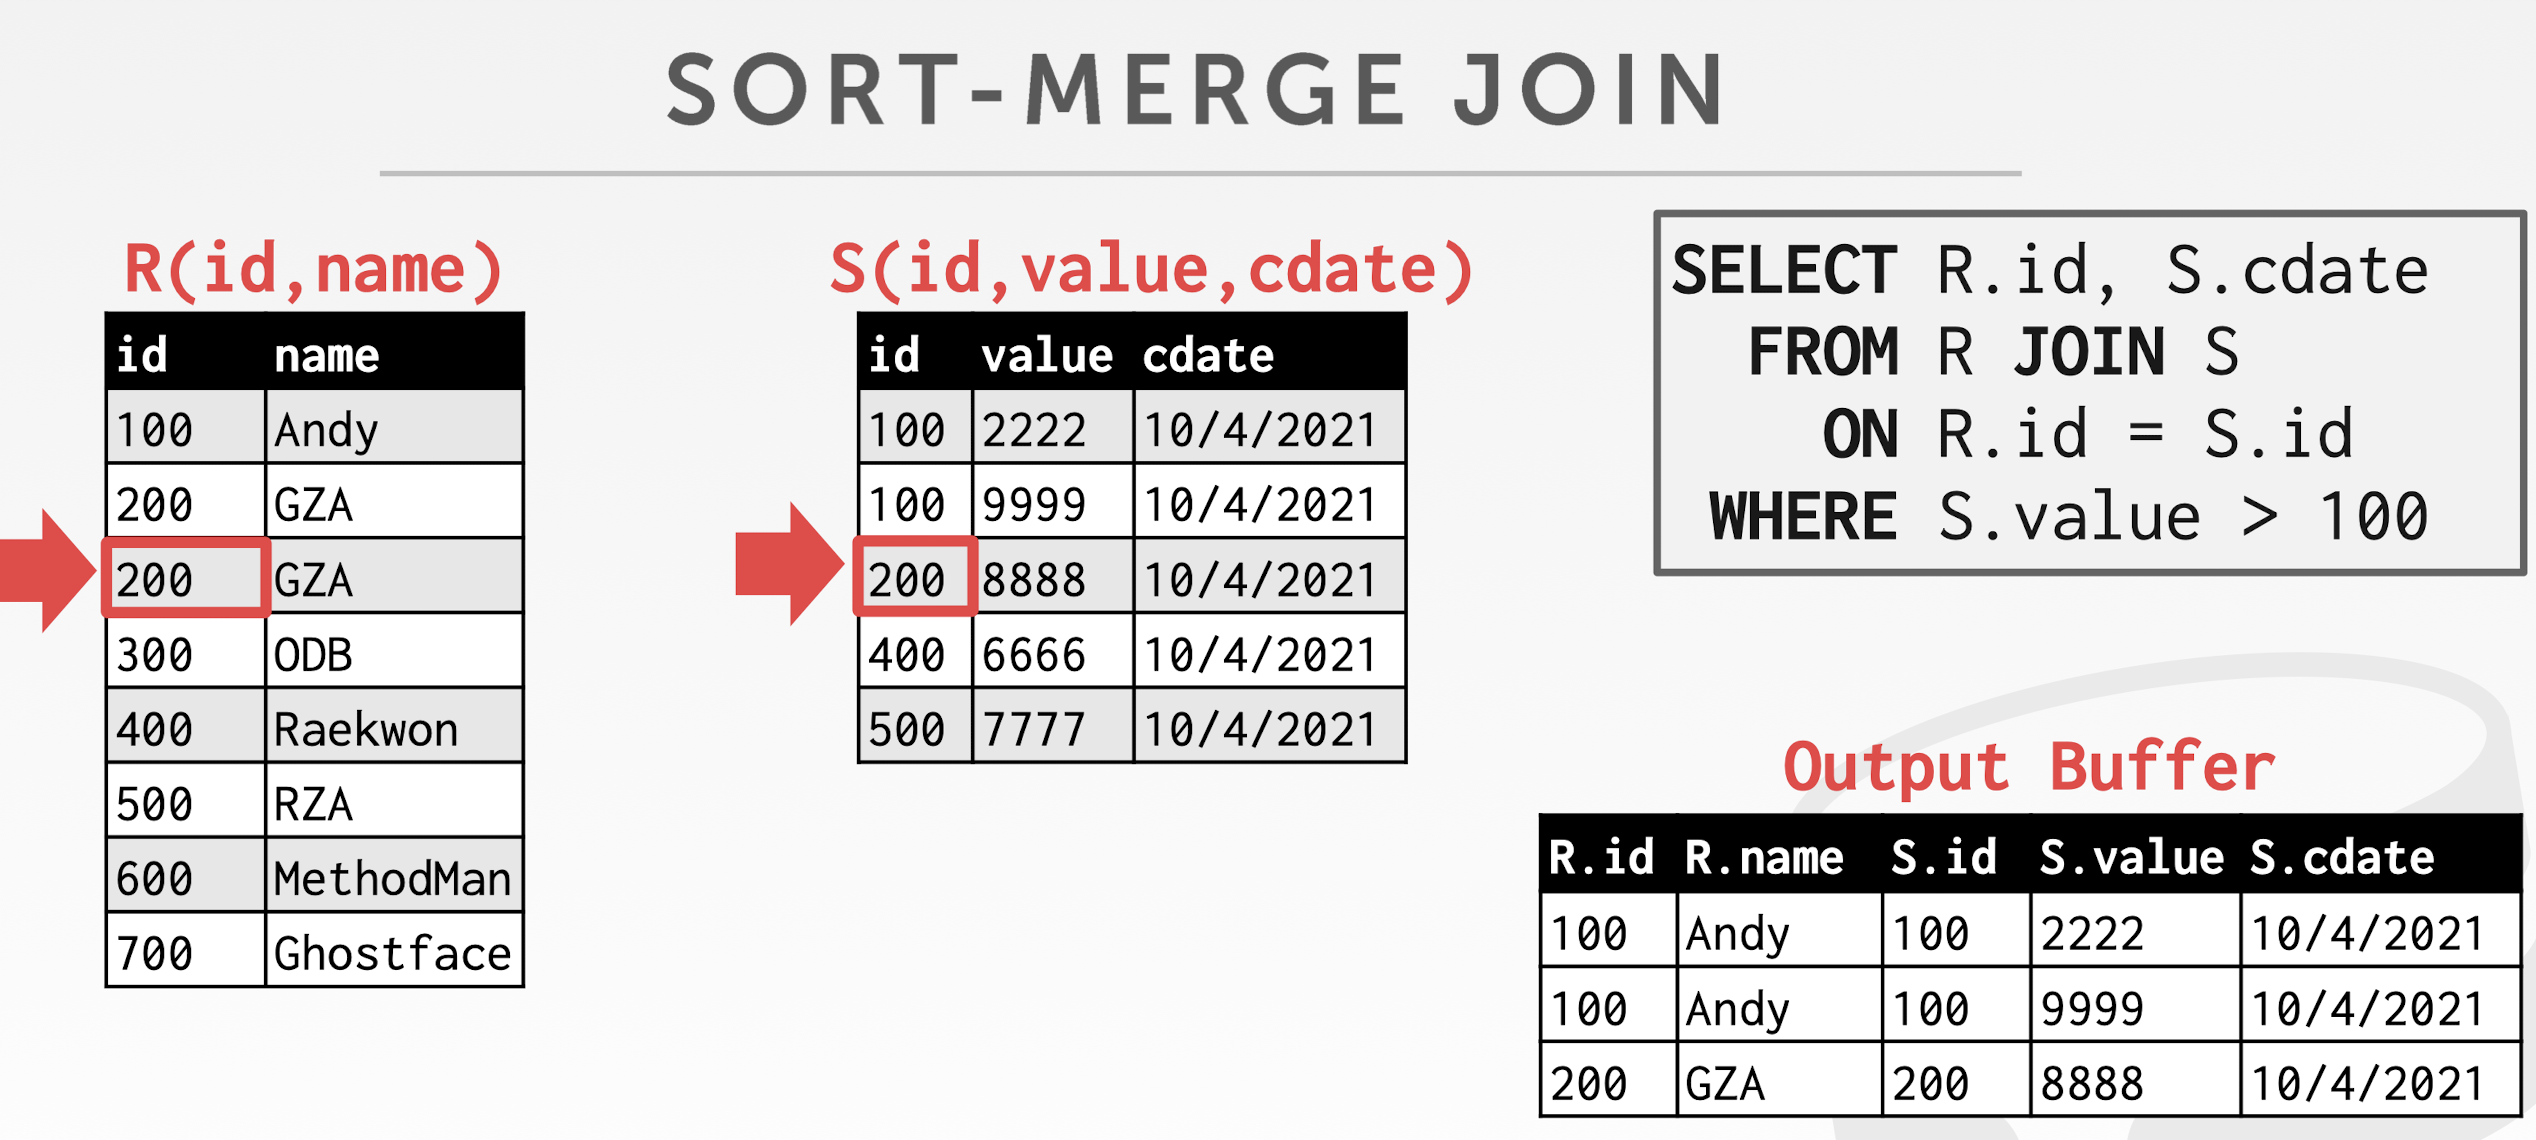 SORT-MERGE JOIN
R(id,name)
id name
100 Andy
200 GZA
200 GZA
300 ODB
400 Raekwon
500 RZA
600 MethodMan
700 Ghostface
S(id,value,cdate)
id value cdate
100 2222 10/4/2021
100 9999 10/4/2021
200 8888 10/4/2021
400 6666 10/4/2021
500 7777 10/4/2021
SELECT R.id, S.cdate
FROM R JOIN S
ON R.id = S.id
WHERE S.value > 100
Output Buffer
R.id R.name S.id S.value S.cdate
100 Andy 100 2222 10/4/2021
100 Andy 100 9999 10/4/2021
200 GZA 200 8888 10/4/2021